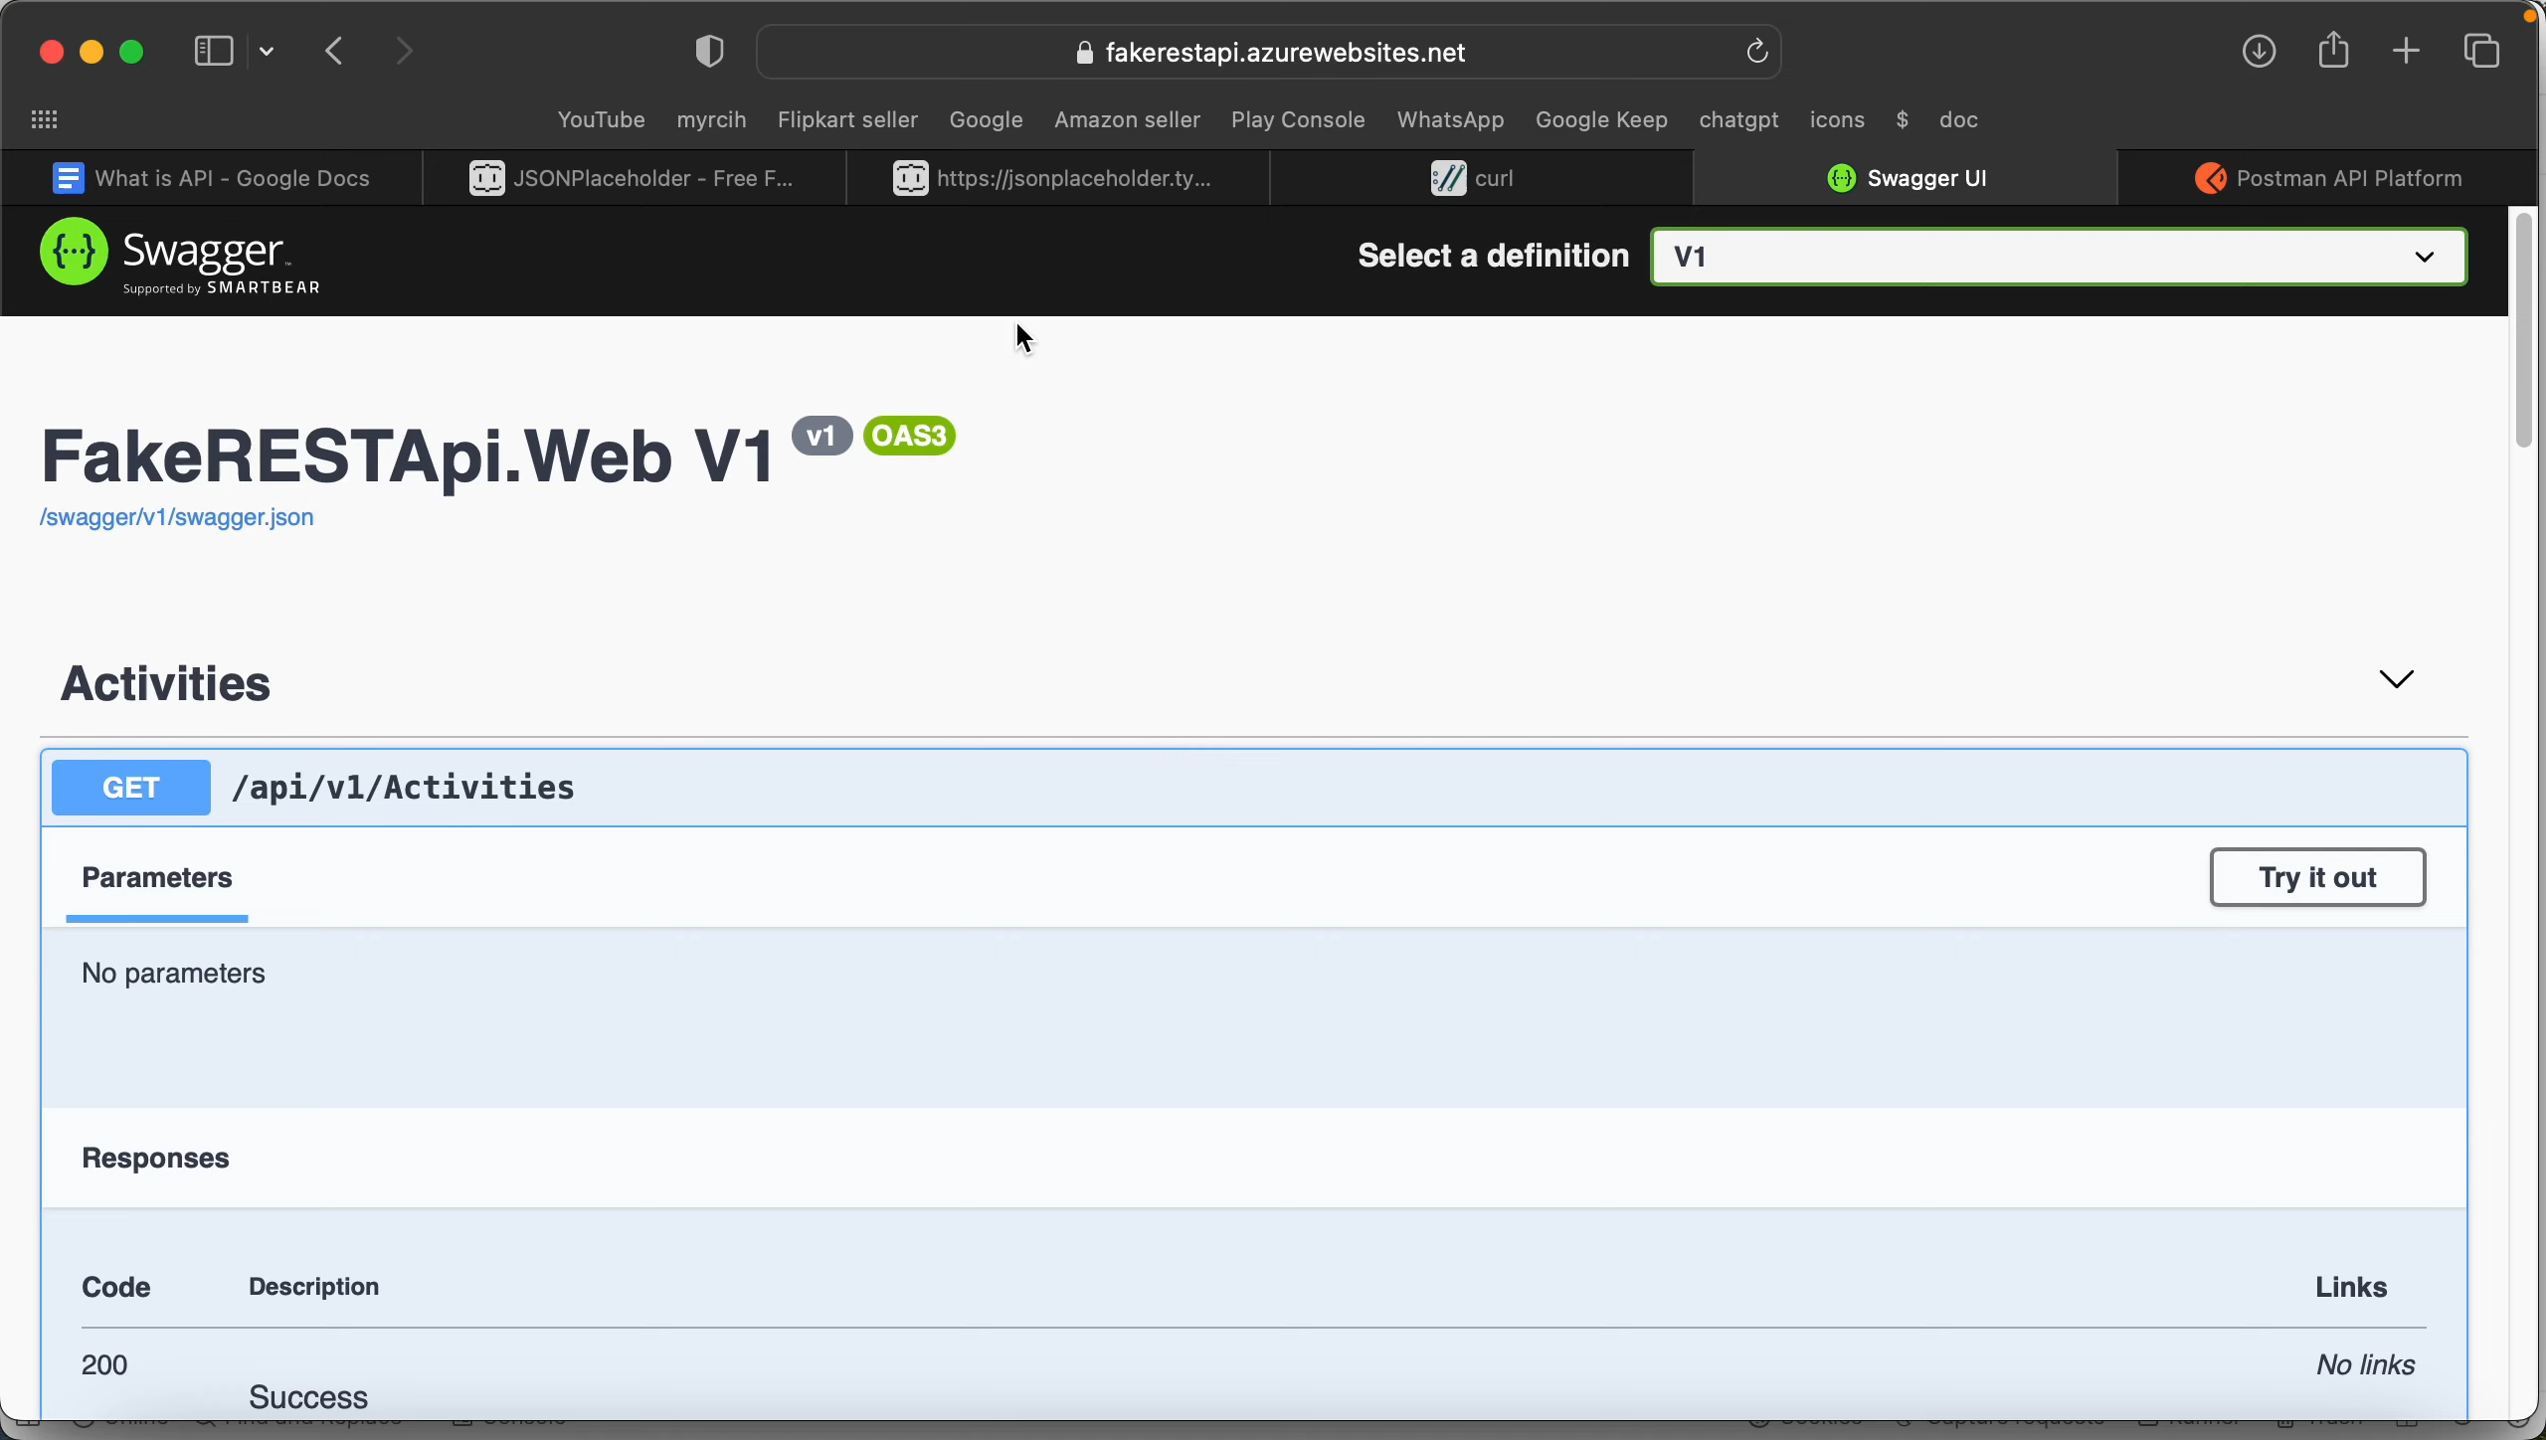 fakerestapi.azurewebsites.net
YouTube myrcih Flipkart seller Google Amazon seller Play Console WhatsApp Google Keep chatgpt icons $ doc
What is API - Google Docs JSONPlaceholder - Free F... https://jsonplaceholder.ty... curl Swagger UI Postman API Platform
Swagger
Supported by SMARTBEAR
Select a definition V1
FakeRESTApi.Web V1 v1 OAS3
/swagger/v1/swagger.json
Activities
GET /api/v1/Activities
Parameters Try it out
No parameters
Responses
Code Description Links
200 No links
Success